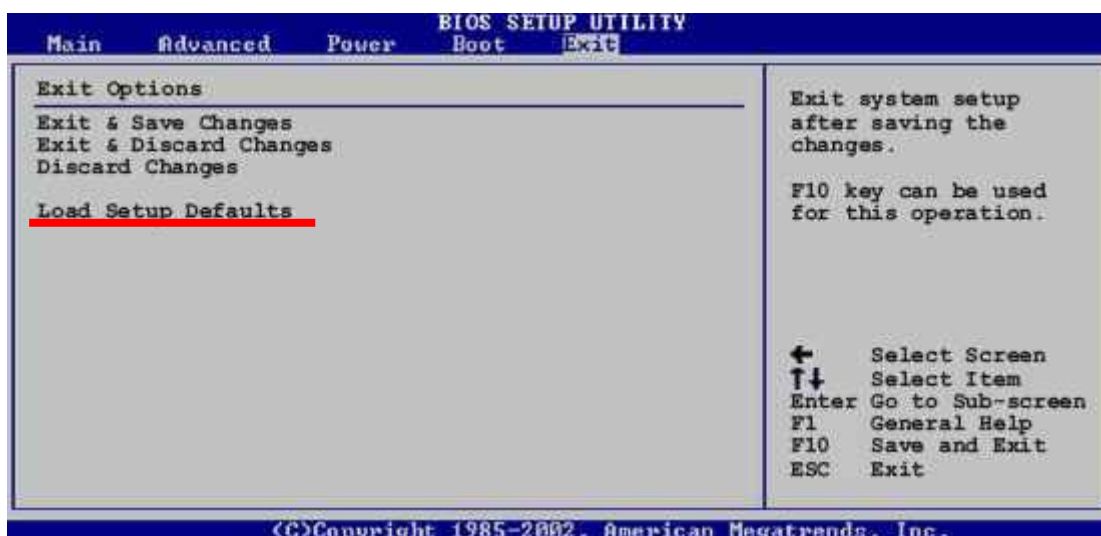 BIOS SETUP UTILITY
Main Advanced Power Boot Exit
Exit Options
Exit & Save Changes
Exit & Discard Changes
Discard Changes
Load Setup Defaults
Exit system setup
after saving the
changes.
F10 key can be used
for this operation.
← Select Screen
↑↓ Select Item
Enter Go to Sub-screen
F1 General Help
F10 Save and Exit
ESC Exit
(C)Copyright 1985-2002, American Megatrends, Inc.